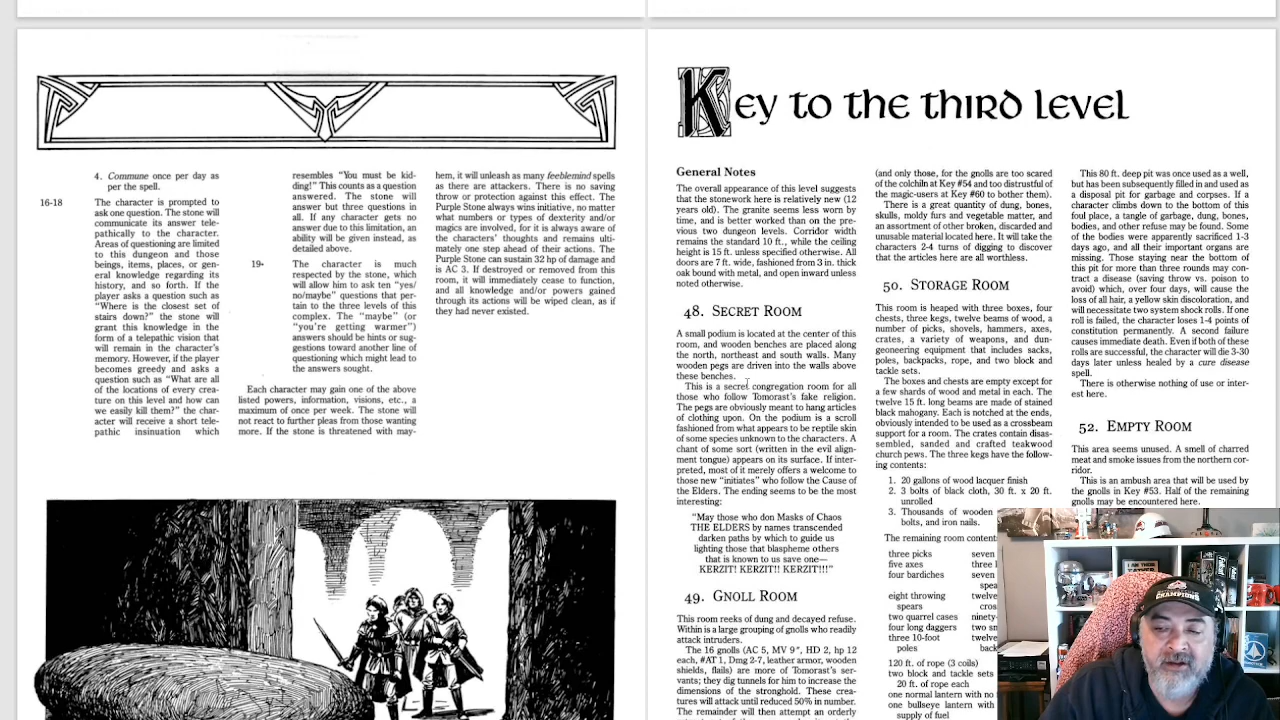 4. Commune once per day as
per the spell.
16-18
The character is prompted to
ask one question. The stone will
communicate its answer tele-
pathically to the character.
Areas of questioning are limited
to this dungeon and those
beings, items, places, or gen-
eral knowledge regarding its
history, and so forth. If the
player asks a question such as
"Where is the closest set of
stairs down?" the stone will
grant this knowledge in the
form of a telepathic vision that
will remain in the character's
memory. However, if the player
becomes greedy and asks a
question such as "What are all
of the locations of every crea-
ture on this level and how can
we easily kill them?" the char-
acter will receive a short tele-
pathic insinuation which
resembles "You must be kid-
ding!" This counts as a question
answered. The stone will
answer but three questions in
all. If any character gets no
answer due to this limitation, an
ability will be given instead, as
detailed above.
19+
The character is much
respected by the stone, which
will allow him to ask ten "yes/
no/maybe" questions that per-
tain to the three levels of this
complex. The "maybe" (or
"you're getting warmer")
answers should be hints or sug-
gestions toward another line of
questioning which might lead to
the answers sought.
Each character may gain one of the above
listed powers, information, visions, etc., a
maximum of once per week. The stone will
not react to further pleas from those wanting
more. If the stone is threatened with may-
hem, it will unleash as many feeblemind spells
as there are attackers. There is no saving
throw or protection against this effect. The
Purple Stone always wins initiative, no matter
what numbers or types of dexterity and/or
magics are involved, for it is always aware of
the characters' thoughts and remains ulti-
mately one step ahead of their actions. The
Purple Stone can sustain 32 hp of damage and
is AC 3. If destroyed or removed from this
room, it will immediately cease to function,
and all knowledge and/or powers gained
through its actions will be wiped clean, as if
they had never existed.
Key to the third level
General Notes
The overall appearance of this level suggests
that the stonework here is relatively new (12
years old). The granite seems less worn by
time, and is better worked than on the pre-
vious two dungeon levels. Corridor width
remains the standard 10 ft., while the ceiling
height is 15 ft. unless specified otherwise. All
doors are 7 ft. wide, fashioned from 3 in. thick
oak bound with metal, and open inward unless
noted otherwise.
48. SECRET ROOM
A small podium is located at the center of this
room, and wooden benches are placed along
the north, northeast and south walls. Many
wooden pegs are driven into the walls above
these benches.
This is a secret congregation room for all
those who follow Tomorast's fake religion.
The pegs are obviously meant to hang articles
of clothing upon. On the podium is a scroll
fashioned from what appears to be reptile skin
of some species unknown to the characters. A
chant of some sort (written in the evil align-
ment tongue) appears on its surface. If inter-
preted, most of it merely offers a welcome to
those new "initiates" who follow the Cause of
the Elders. The ending seems to be the most
interesting:
"May those who don Masks of Chaos
THE ELDERS by names transcended
darken paths by which to guide us
lighting those that blaspheme others
that is known to us save one—
KERZIT! KERZIT!! KERZIT!!!"
49. GNOLL ROOM
This room reeks of dung and decayed refuse.
Within is a large grouping of gnolls who readily
attack intruders.
The 16 gnolls (AC 5, MV 9", HD 2, hp 12
each, #AT 1, Dmg 2-7, leather armor, wooden
shields, flails) are more of Tomorast's ser-
vants; they dig tunnels for him to increase the
dimensions of the stronghold. These crea-
tures will attack until reduced 50% in number.
The remainder will then attempt an orderly
(and only those, for the gnolls are too scared
of the colchiln at Key #54 and too distrustful of
the magic-users at Key #60 to bother them).
There is a great quantity of dung, bones,
skulls, moldy furs and vegetable matter, and
an assortment of other broken, discarded and
unusable material located here. It will take the
characters 2-4 turns of digging to discover
that the articles here are all worthless.
50. STORAGE ROOM
This room is heaped with three boxes, four
chests, three kegs, twelve beams of wood, a
number of picks, shovels, hammers, axes,
crates, a variety of weapons, and dun-
geoneering equipment that includes sacks,
poles, backpacks, rope, and two block and
tackle sets.
The boxes and chests are empty except for
a few shards of wood and metal in each. The
twelve 15 ft. long beams are made of stained
black mahogany. Each is notched at the ends,
obviously intended to be used as a crossbeam
support for a room. The crates contain disas-
sembled, sanded and crafted teakwood
church pews. The three kegs have the follow-
ing contents:
1. 20 gallons of wood lacquer finish
2. 3 bolts of black cloth, 30 ft. x 20 ft.
unrolled
3. Thousands of wooden
bolts, and iron nails.
The remaining room content
three picks seven
five axes three
four bardiches seven
spea
eight throwing twelve
spears cros
two quarrel cases ninety-
four long daggers two sn
three 10-foot twelve
poles back
120 ft. of rope (3 coils)
two block and tackle sets
20 ft. of rope each
one normal lantern with no
one bullseye lantern with
supply of fuel
This 80 ft. deep pit was once used as a well,
but has been subsequently filled in and used as
a disposal pit for garbage and corpses. If a
character climbs down to the bottom of this
foul place, a tangle of garbage, dung, bones,
bodies, and other refuse may be found. Some
of the bodies were apparently sacrificed 1-3
days ago, and all their important organs are
missing. Those staying near the bottom of
this pit for more than three rounds may con-
tract a disease (saving throw vs. poison to
avoid) which, over four days, will cause the
loss of all hair, a yellow skin discoloration, and
will necessitate two system shock rolls. If one
roll is failed, the character loses 1-4 points of
constitution permanently. A second failure
causes immediate death. Even if both of these
rolls are successful, the character will die 3-30
days later unless healed by a cure disease
spell.
There is otherwise nothing of use or inter-
est here.
52. EMPTY ROOM
This area seems unused. A smell of charred
meat and smoke issues from the northern cor-
ridor.
This is an ambush area that will be used by
the gnolls in Key #53. Half of the remaining
gnolls may be encountered here.
CHAMPIONS